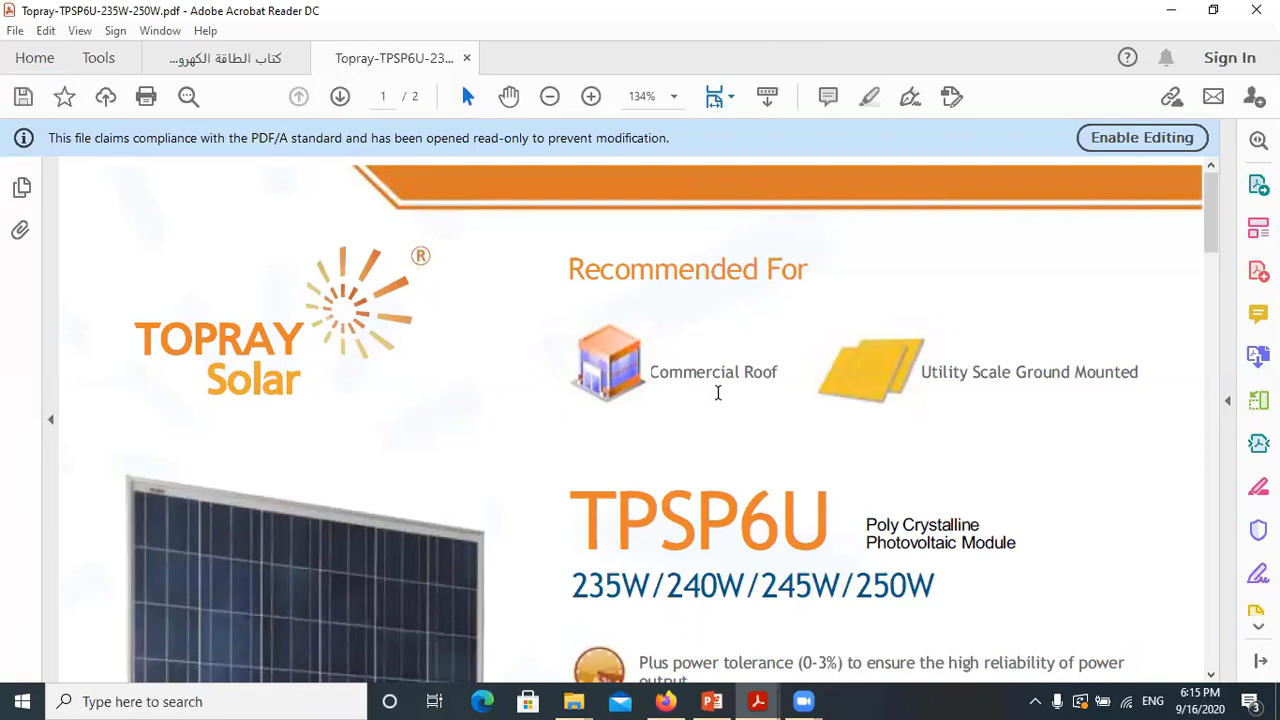 Topray-TPSP6U-235W-250W.pdf - Adobe Acrobat Reader DC
File Edit View Sign Window Help
Home Tools كتاب الطاقة الكهرو... Topray-TPSP6U-23... ×
Sign In
1 / 2 134%
This file claims compliance with the PDF/A standard and has been opened read-only to prevent modification. Enable Editing
TOPRAY
Solar
®
Recommended For
Commercial Roof Utility Scale Ground Mounted
TPSP6U
Poly Crystalline
Photovoltaic Module
235W/240W/245W/250W
Plus power tolerance (0-3%) to ensure the high reliability of power
output
Type here to search
ENG
6:15 PM
9/16/2020
3